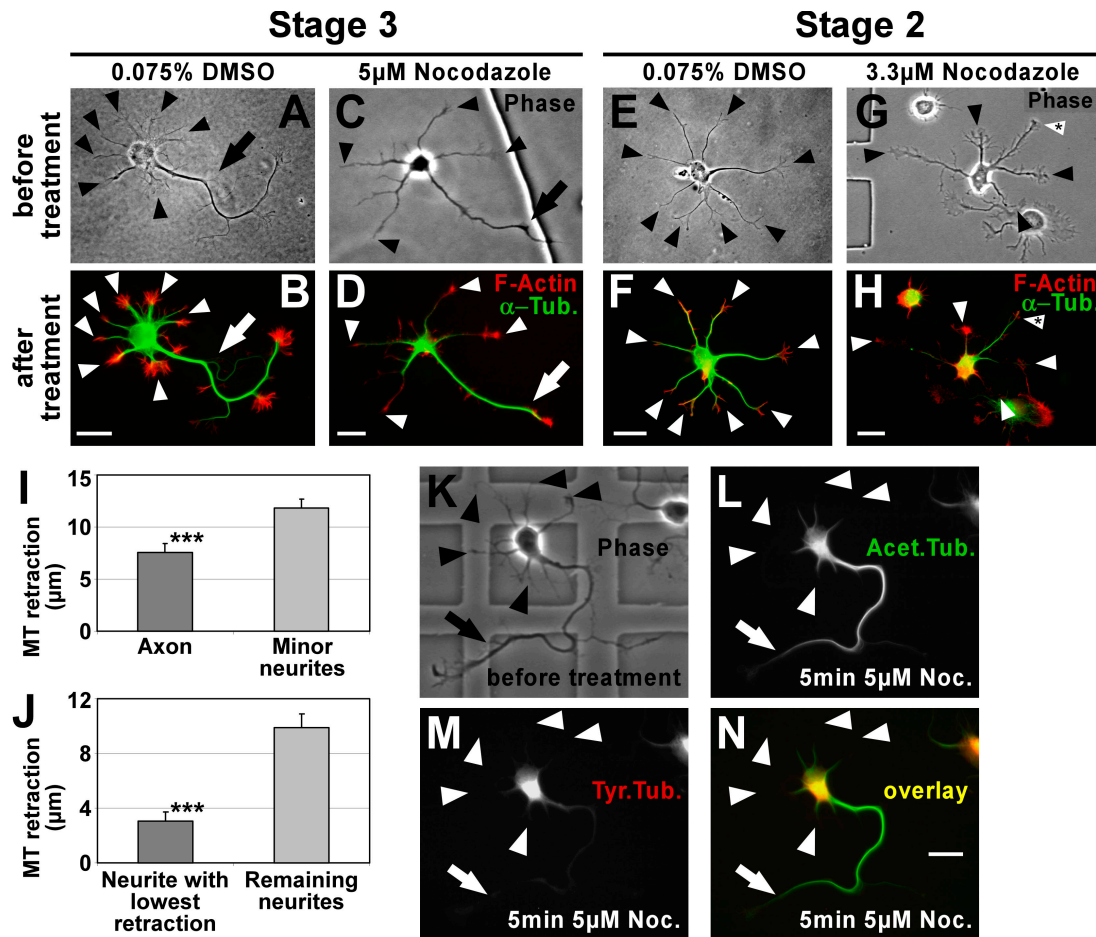 Stage 3
Stage 2
0.075% DMSO
5µM Nocodazole
0.075% DMSO
3.3µM Nocodazole
before
treatment
A
C
Phase
E
G
Phase
*
after
treatment
B
D
F-Actin
α–Tub.
F
H
F-Actin
α–Tub.
*
I
MT retraction
(µm)
15
10
5
0
***
Axon
Minor
neurites
J
MT retraction
(µm)
12
8
4
0
***
Neurite with
lowest
retraction
Remaining
neurites
K
Phase
before treatment
L
Acet.Tub.
5min 5µM Noc.
M
Tyr.Tub.
5min 5µM Noc.
N
overlay
5min 5µM Noc.